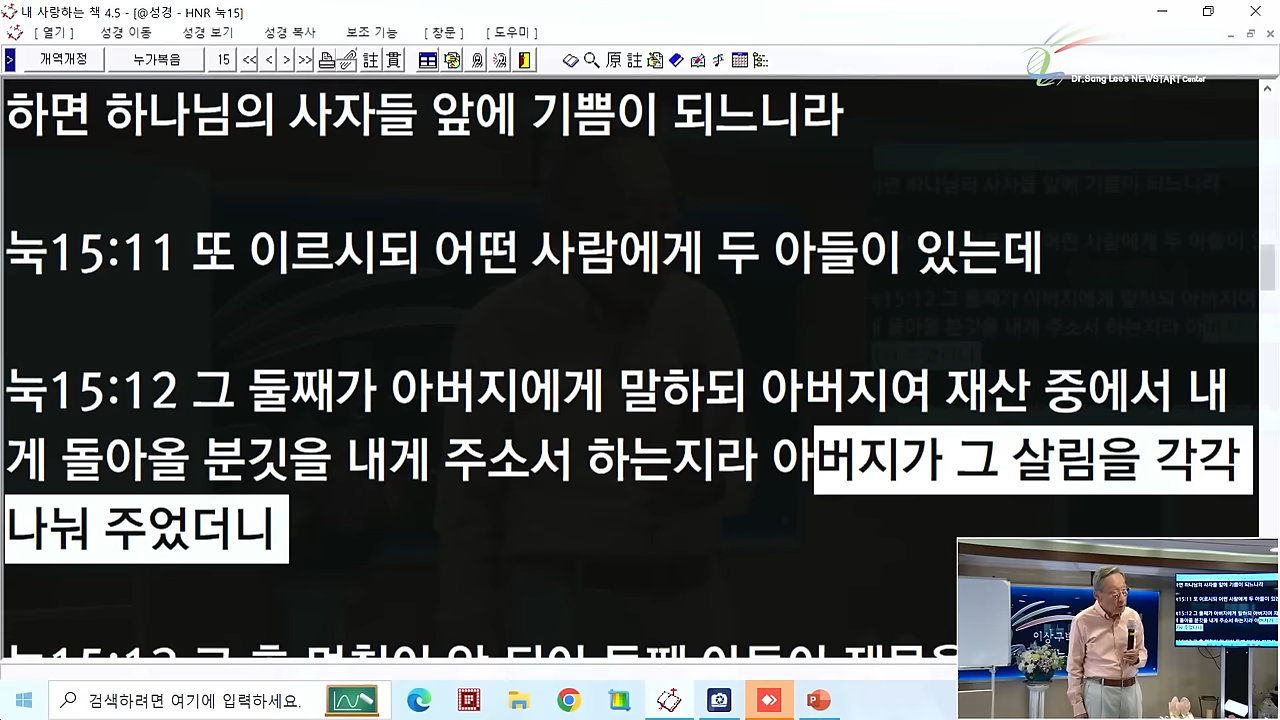 내 사랑하는 책 4.5 - [@성경 - HNR 눅15]
[ 열기 ] 성경 이동 성경 보기 성경 복사 보조 기능 [ 장문 ] [ 도우미 ]
> 개역개정 누가복음 15 << < > >> 註 貫 原 註
Dr.Sang Lee's NEWSTART Center
하면 하나님의 사자들 앞에 기쁨이 되느니라
눅15:11 또 이르시되 어떤 사람에게 두 아들이 있는데
눅15:12 그 둘째가 아버지에게 말하되 아버지여 재산 중에서 내
게 돌아올 분깃을 내게 주소서 하는지라 아버지가 그 살림을 각각
나눠 주었더니
검색하려면 여기에 입력하세요.